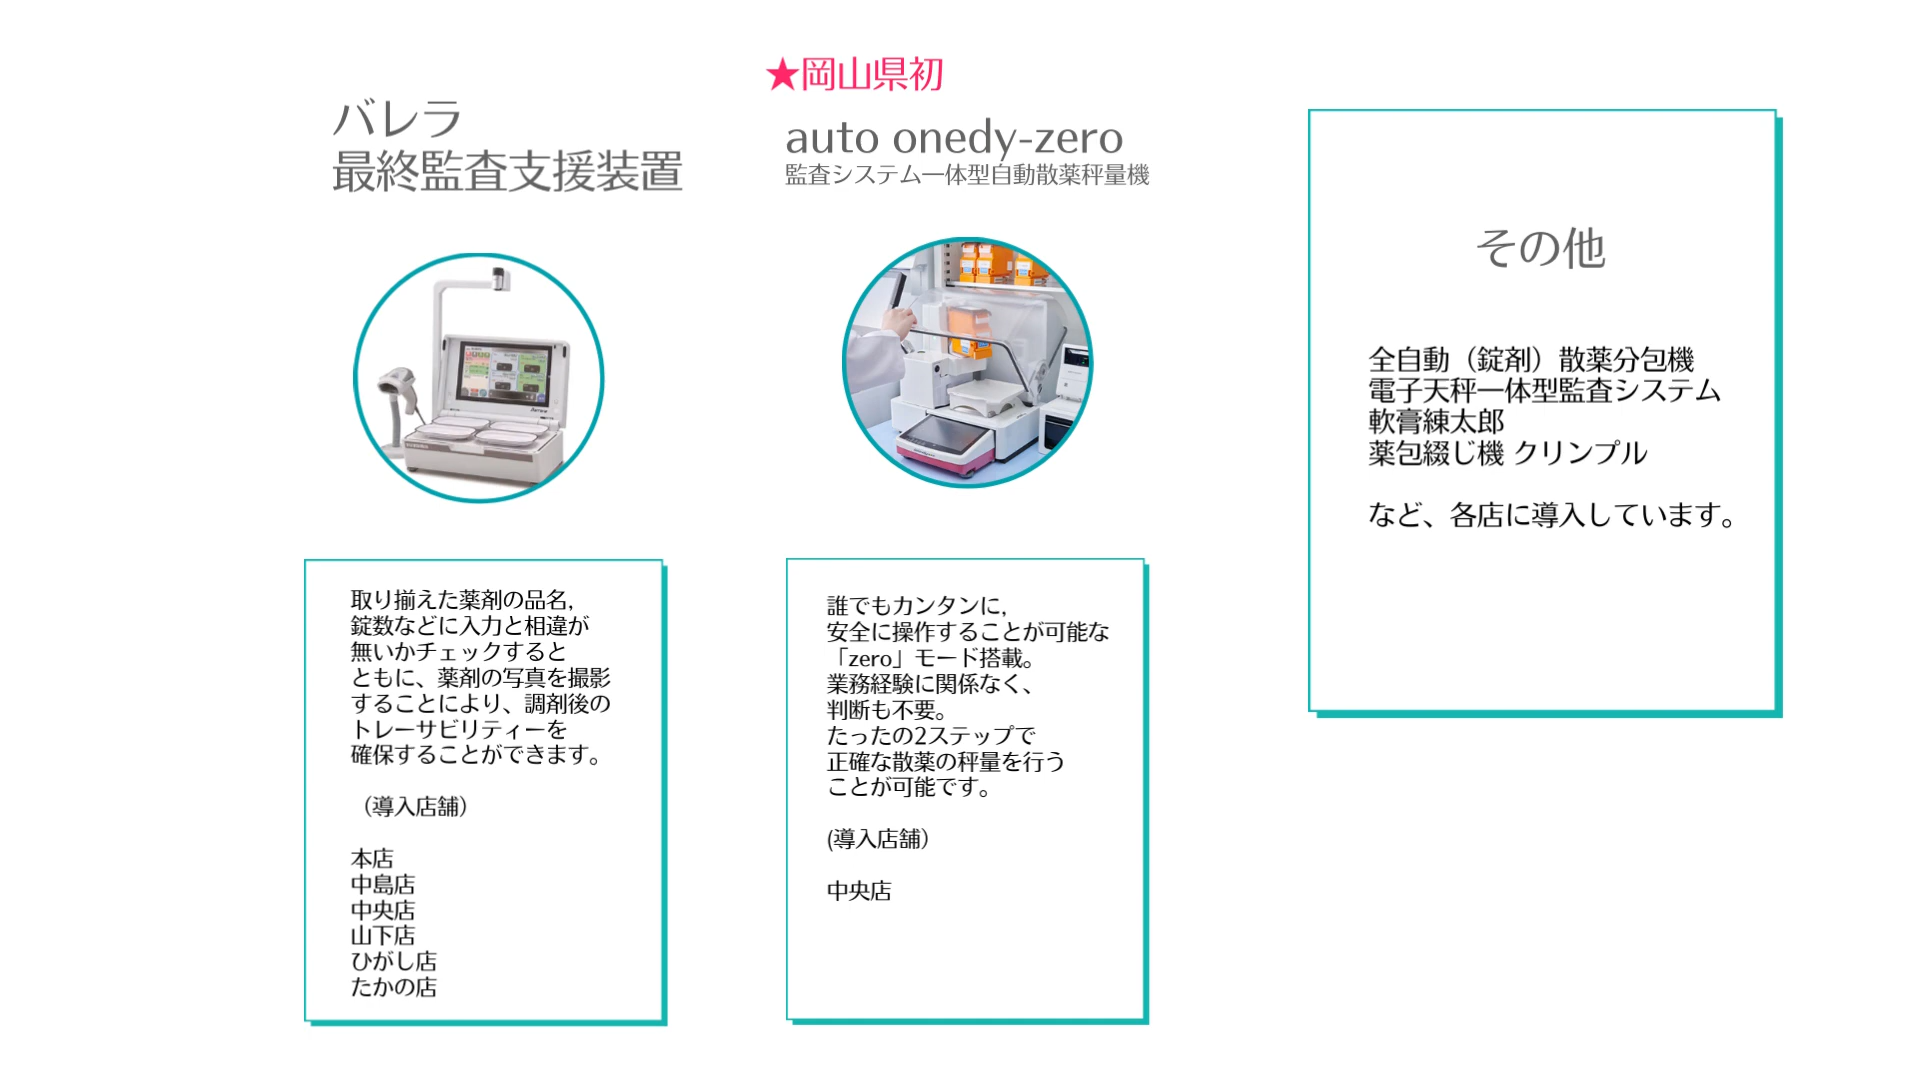 バレラ
最終監査支援装置
取り揃えた薬剤の品名,
錠数などに入力と相違が
無いかチェックすると
ともに、薬剤の写真を撮影
することにより、調剤後の
トレーサビリティーを
確保することができます。
（導入店舗）
本店
中島店
中央店
山下店
ひがし店
たかの店
★岡山県初
auto onedy-zero
監査システム一体型自動散薬秤量機
誰でもカンタンに,
安全に操作することが可能な
「zero」モード搭載。
業務経験に関係なく、
判断も不要。
たったの2ステップで
正確な散薬の秤量を行う
ことが可能です。
(導入店舗）
中央店
その他
全自動（錠剤）散薬分包機
電子天秤一体型監査システム
軟膏練太郎
薬包綴じ機 クリンプル
など、各店に導入しています。